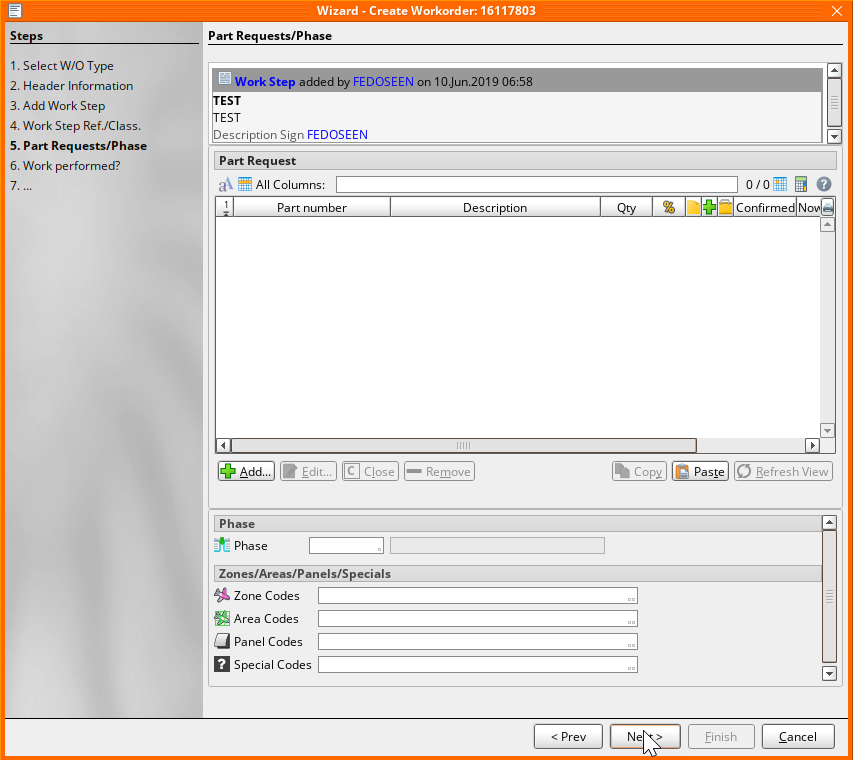 Wizard - Create Workorder: 16117803
Steps
1. Select W/O Type
2. Header Information
3. Add Work Step
4. Work Step Ref./Class.
5. Part Requests/Phase
6. Work performed?
7. ...
Part Requests/Phase
Work Step added by FEDOSEEN on 10.Jun.2019 06:58
TEST
TEST
Description Sign FEDOSEEN
Part Request
All Columns: 0 / 0
1 Part number Description Qty % Confirmed Now
Add... Edit... C Close Remove Copy Paste Refresh View
Phase
Phase
Zones/Areas/Panels/Specials
Zone Codes
Area Codes
Panel Codes
? Special Codes
< Prev Next > Finish Cancel